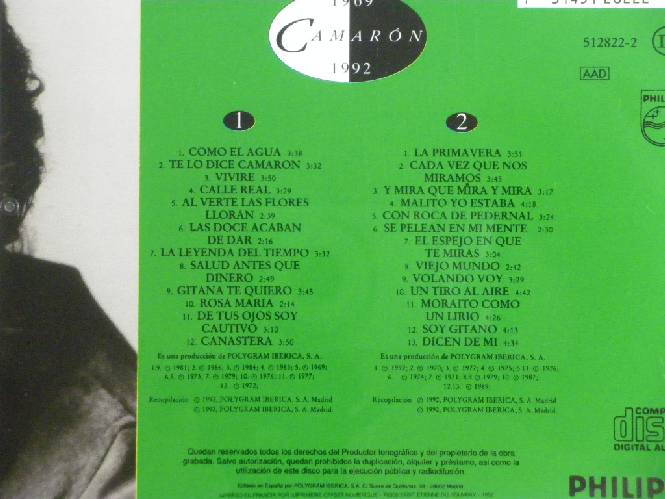 1969
CAMARÓN
1992
512822-2
AAD
PHILIPS
1
1. COMO EL AGUA 3:38
2. TE LO DICE CAMARON 3:32
3. VIVIRE 3:50
4. CALLE REAL 3:29
5. AL VERTE LAS FLORES
LLORÁN 2:39
6. LAS DOCE ACABAN
DE DAR 2:16
7. LA LEYENDA DEL TIEMPO 3:37
8. SALUD ANTES QUE
DINERO 2:49
9. GITANA TE QUIERO 3:45
10. ROSA MARIA 2:14
11. DE TUS OJOS SOY
CAUTIVO 3:10
12. CANASTERA 3:50
Es una producción de POLYGRAM IBERICA, S. A.
Recopilación ℗ 1992, POLYGRAM IBERICA, S. A. Madrid
© 1992, POLYGRAM IBERICA, S. A. Madrid.
2
1. LA PRIMAVERA 3:51
2. CADA VEZ QUE NOS
MIRAMOS 3:45
3. Y MIRA QUE MIRA Y MIRA 3:17
4. MALITO YO ESTABA 4:18
5. CON ROCA DE PEDERNAL 3:24
6. SE PELEAN EN MI MENTE 2:30
7. EL ESPEJO EN QUE
TE MIRAS 3:04
8. VIEJO MUNDO 2:42
9. VOLANDO VOY 3:29
10. UN TIRO AL AIRE 4:42
11. MORAITO COMO
UN LIRIO 4:26
12. SOY GITANO 4:13
13. DICEN DE MI 4:34
Es una producción de POLYGRAM IBERICA, S. A.
Recopilación ℗ 1992, POLYGRAM IBERICA, S. A. Madrid
© 1992, POLYGRAM IBERICA, S. A. Madrid.
Quedan reservados todos los derechos del Productor fonográfico y del propietario de la obra
grabada. Salvo autorización, quedan prohibidos la duplicación, alquiler y préstamo, así como la
utilización de este disco para la ejecución pública y radiodifusión
COMP
disc
DIGITAL AU
PHILIP